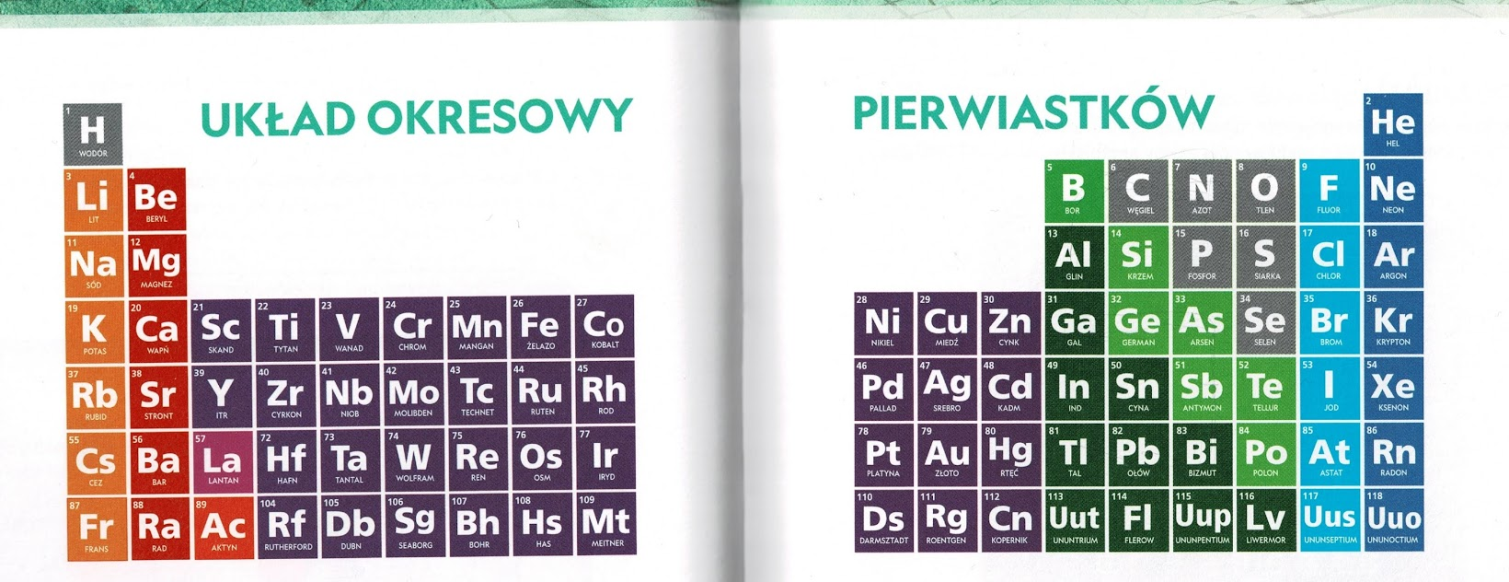 UKŁAD OKRESOWY PIERWIASTKÓW
1 H WODÓR
2 He HEL
3 Li LIT
4 Be BERYL
5 B BOR
6 C WĘGIEL
7 N AZOT
8 O TLEN
9 F FLUOR
10 Ne NEON
11 Na SÓD
12 Mg MAGNEZ
13 Al GLIN
14 Si KRZEM
15 P FOSFOR
16 S SIARKA
17 Cl CHLOR
18 Ar ARGON
19 K POTAS
20 Ca WAPŃ
21 Sc SKAND
22 Ti TYTAN
23 V WANAD
24 Cr CHROM
25 Mn MANGAN
26 Fe ŻELAZO
27 Co KOBALT
28 Ni NIKIEL
29 Cu MIEDŹ
30 Zn CYNK
31 Ga GAL
32 Ge GERMAN
33 As ARSEN
34 Se SELEN
35 Br BROM
36 Kr KRYPTON
37 Rb RUBID
38 Sr STRONT
39 Y ITR
40 Zr CYRKON
41 Nb NIOB
42 Mo MOLIBDEN
43 Tc TECHNET
44 Ru RUTEN
45 Rh ROD
46 Pd PALLAD
47 Ag SREBRO
48 Cd KADM
49 In IND
50 Sn CYNA
51 Sb ANTYMON
52 Te TELLUR
53 I JOD
54 Xe KSENON
55 Cs CEZ
56 Ba BAR
57 La LANTAN
72 Hf HAFN
73 Ta TANTAL
74 W WOLFRAM
75 Re REN
76 Os OSM
77 Ir IRYD
78 Pt PLATYNA
79 Au ZŁOTO
80 Hg RTĘĆ
81 Tl TAL
82 Pb OŁÓW
83 Bi BIZMUT
84 Po POLON
85 At ASTAT
86 Rn RADON
87 Fr FRANS
88 Ra RAD
89 Ac AKTYN
104 Rf RUTHERFORD
105 Db DUBN
106 Sg SEABORG
107 Bh BOHR
108 Hs HAS
109 Mt MEITNER
110 Ds DARMSZTADT
111 Rg ROENTGEN
112 Cn KOPERNIK
113 Uut UNUNTRIUM
114 Fl FLEROW
115 Uup UNUNPENTIUM
116 Lv LIWERMOR
117 Uus UNUNSEPTIUM
118 Uuo UNUNOCTIUM